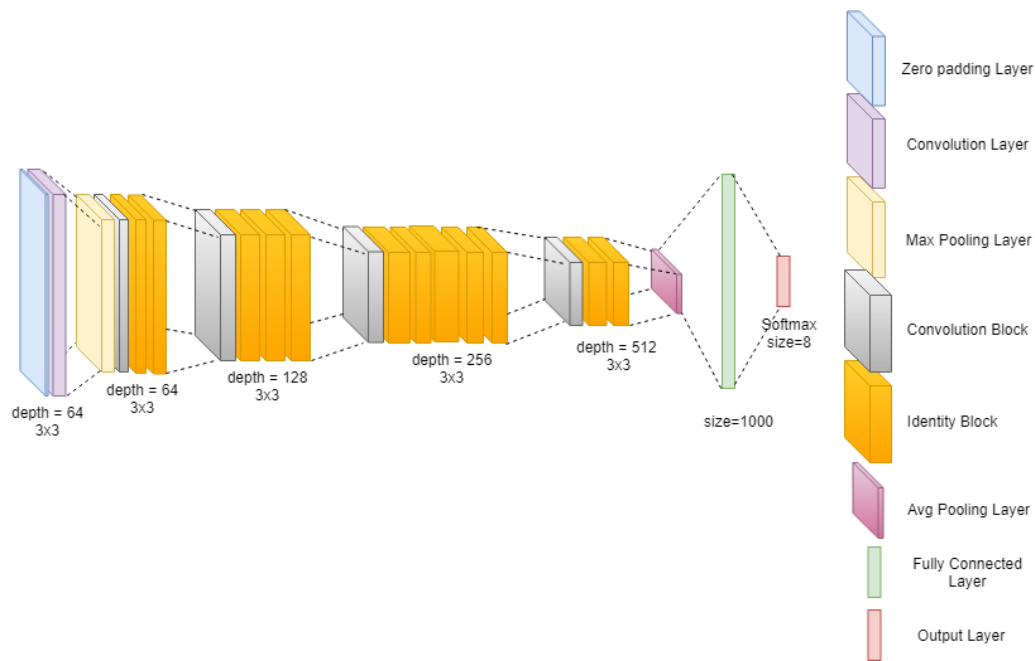 depth = 64
3x3
depth = 64
3x3
depth = 128
3x3
depth = 256
3x3
depth = 512
3x3
size=1000
Softmax
size=8
Zero padding Layer
Convolution Layer
Max Pooling Layer
Convolution Block
Identity Block
Avg Pooling Layer
Fully Connected
Layer
Output Layer